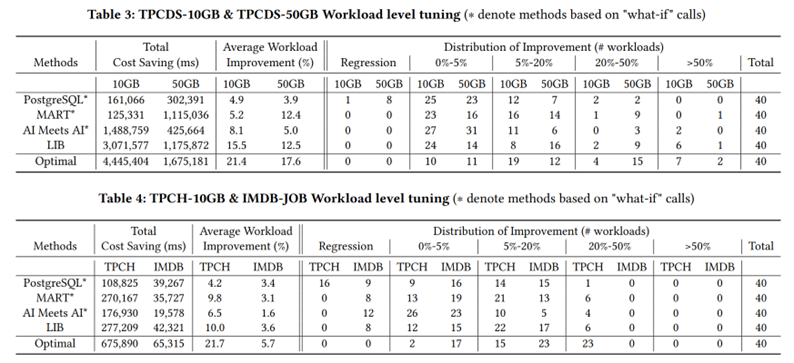 Table 3: TPCDS-10GB & TPCDS-50GB Workload level tuning (* denote methods based on "what-if" calls)
Methods Total Cost Saving (ms) Average Workload Improvement (%) Distribution of Improvement (# workloads) Total
Regression 0%-5% 5%-20% 20%-50% >50%
10GB 50GB 10GB 50GB 10GB 50GB 10GB 50GB 10GB 50GB 10GB 50GB 10GB 50GB
PostgreSQL* 161,066 302,391 4.9 3.9 1 8 25 23 12 7 2 2 0 0 40
MART* 125,331 1,115,036 5.2 12.4 0 0 23 16 16 14 1 9 0 1 40
AI Meets AI* 1,488,759 425,664 8.1 5.0 0 0 27 31 11 6 0 3 2 0 40
LIB 3,071,577 1,175,872 15.5 12.5 0 0 24 14 8 16 2 9 6 1 40
Optimal 4,445,404 1,675,181 21.4 17.6 0 0 10 11 19 12 4 15 7 2 40
Table 4: TPCH-10GB & IMDB-JOB Workload level tuning (* denote methods based on "what-if" calls)
Methods Total Cost Saving (ms) Average Workload Improvement (%) Distribution of Improvement (# workloads) Total
Regression 0%-5% 5%-20% 20%-50% >50%
TPCH IMDB TPCH IMDB TPCH IMDB TPCH IMDB TPCH IMDB TPCH IMDB TPCH IMDB
PostgreSQL* 108,825 39,267 4.2 3.4 16 9 9 16 14 15 1 0 0 0 40
MART* 270,167 35,727 9.8 3.1 0 8 13 19 21 13 6 0 0 0 40
AI Meets AI* 176,930 19,578 6.5 1.6 0 12 26 23 10 5 4 0 0 0 40
LIB 277,209 42,321 10.0 3.6 0 8 12 15 22 17 6 0 0 0 40
Optimal 675,890 65,315 21.7 5.7 0 0 2 17 15 23 23 0 0 0 40